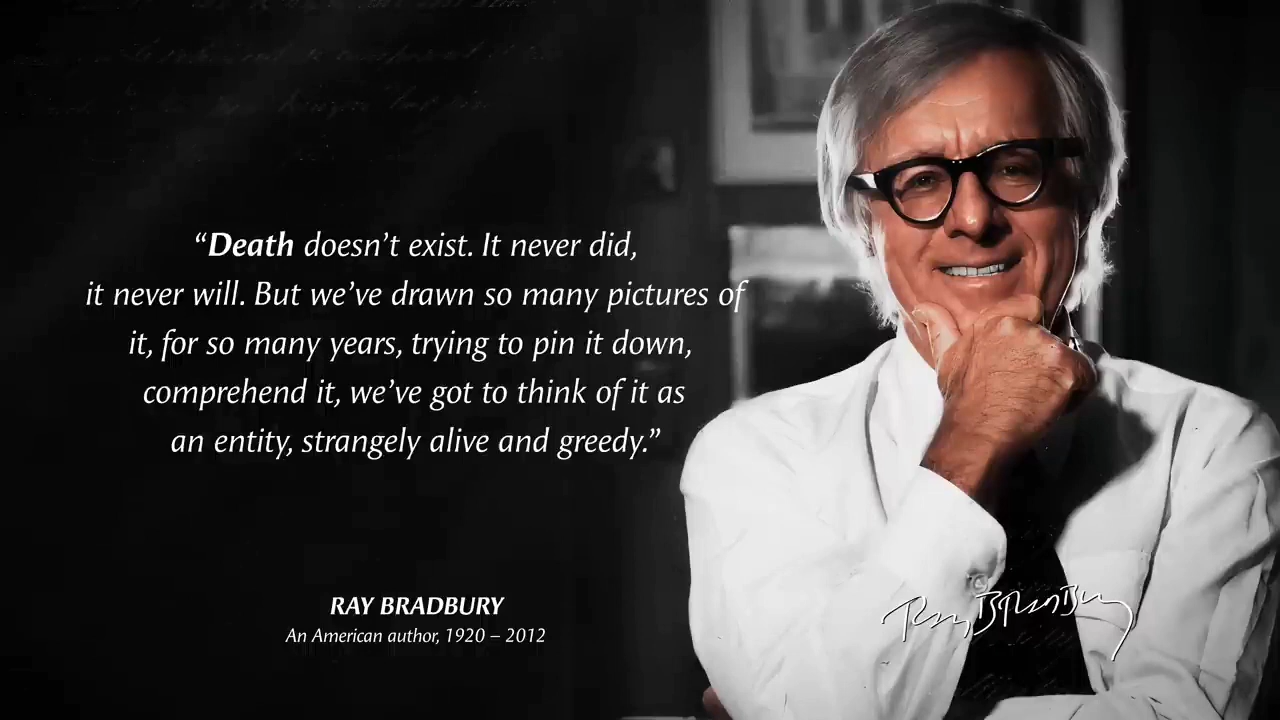 “Death doesn’t exist. It never did,
it never will. But we’ve drawn so many pictures of
it, for so many years, trying to pin it down,
comprehend it, we’ve got to think of it as
an entity, strangely alive and greedy.”
RAY BRADBURY
An American author, 1920 – 2012
Ray Bradbury